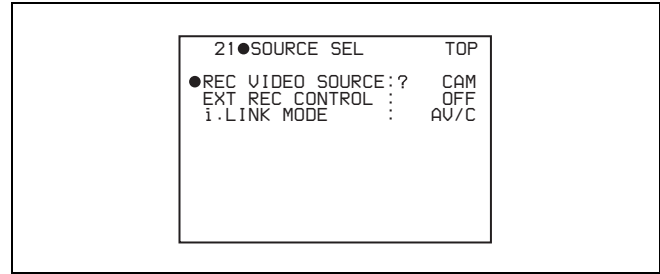 21●SOURCE SEL TOP
●REC VIDEO SOURCE:? CAM
EXT REC CONTROL : OFF
i.LINK MODE : AV/C